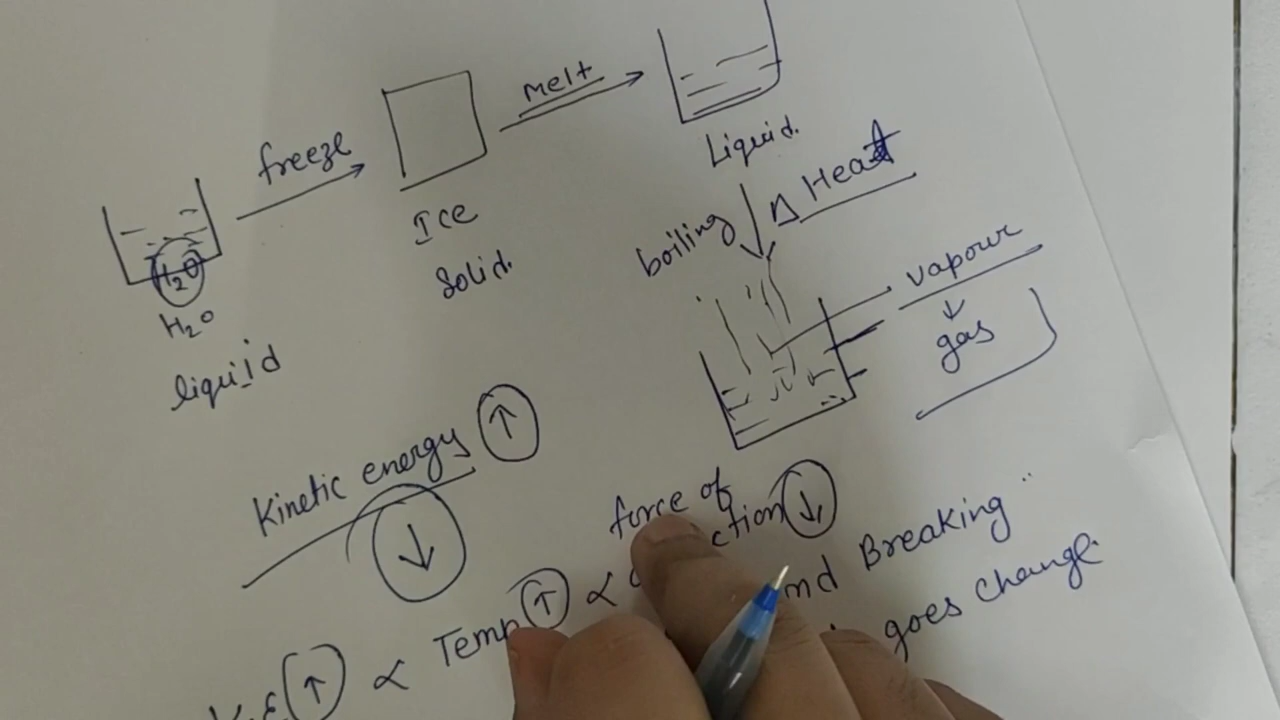 freeze
H₂O
H₂O
liquid
Ice
Solid.
Melt
Liquid.
boiling
Δ Heat
vapour
↓
gas
Kinetic energy ↑
↓
force of
ction ↓
↑ ∝ Temp ↑ ∝
Breaking
goes change.